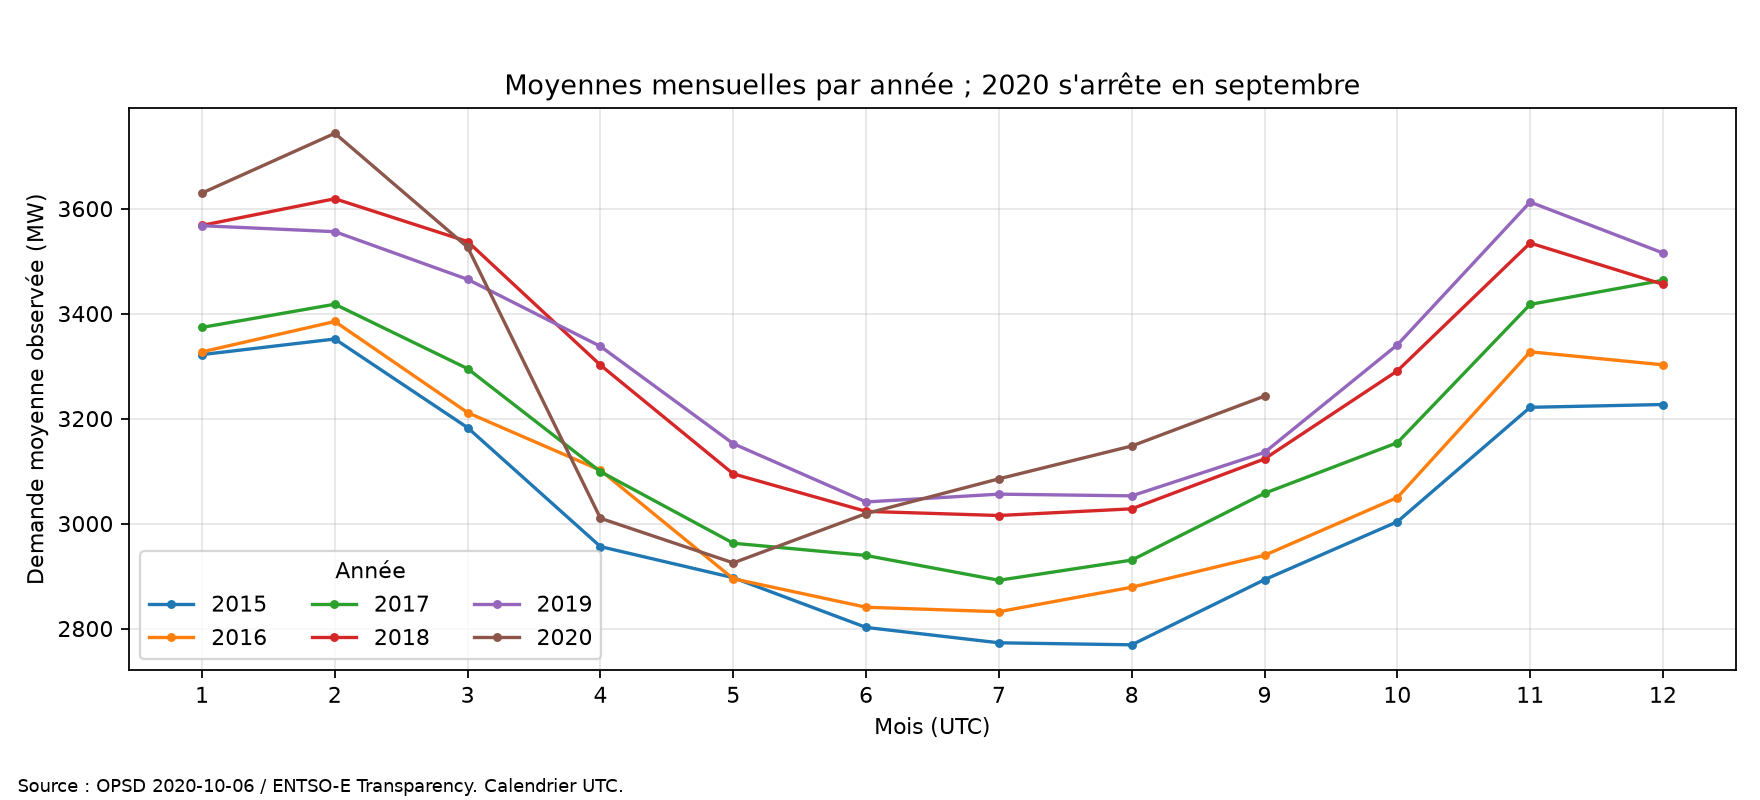 Moyennes mensuelles par année ; 2020 s'arrête en septembre
Demande moyenne observée (MW)
3600
3400
3200
3000
2800
Année
2015 2017 2019
2016 2018 2020
1 2 3 4 5 6 7 8 9 10 11 12
Mois (UTC)
Source : OPSD 2020-10-06 / ENTSO-E Transparency. Calendrier UTC.